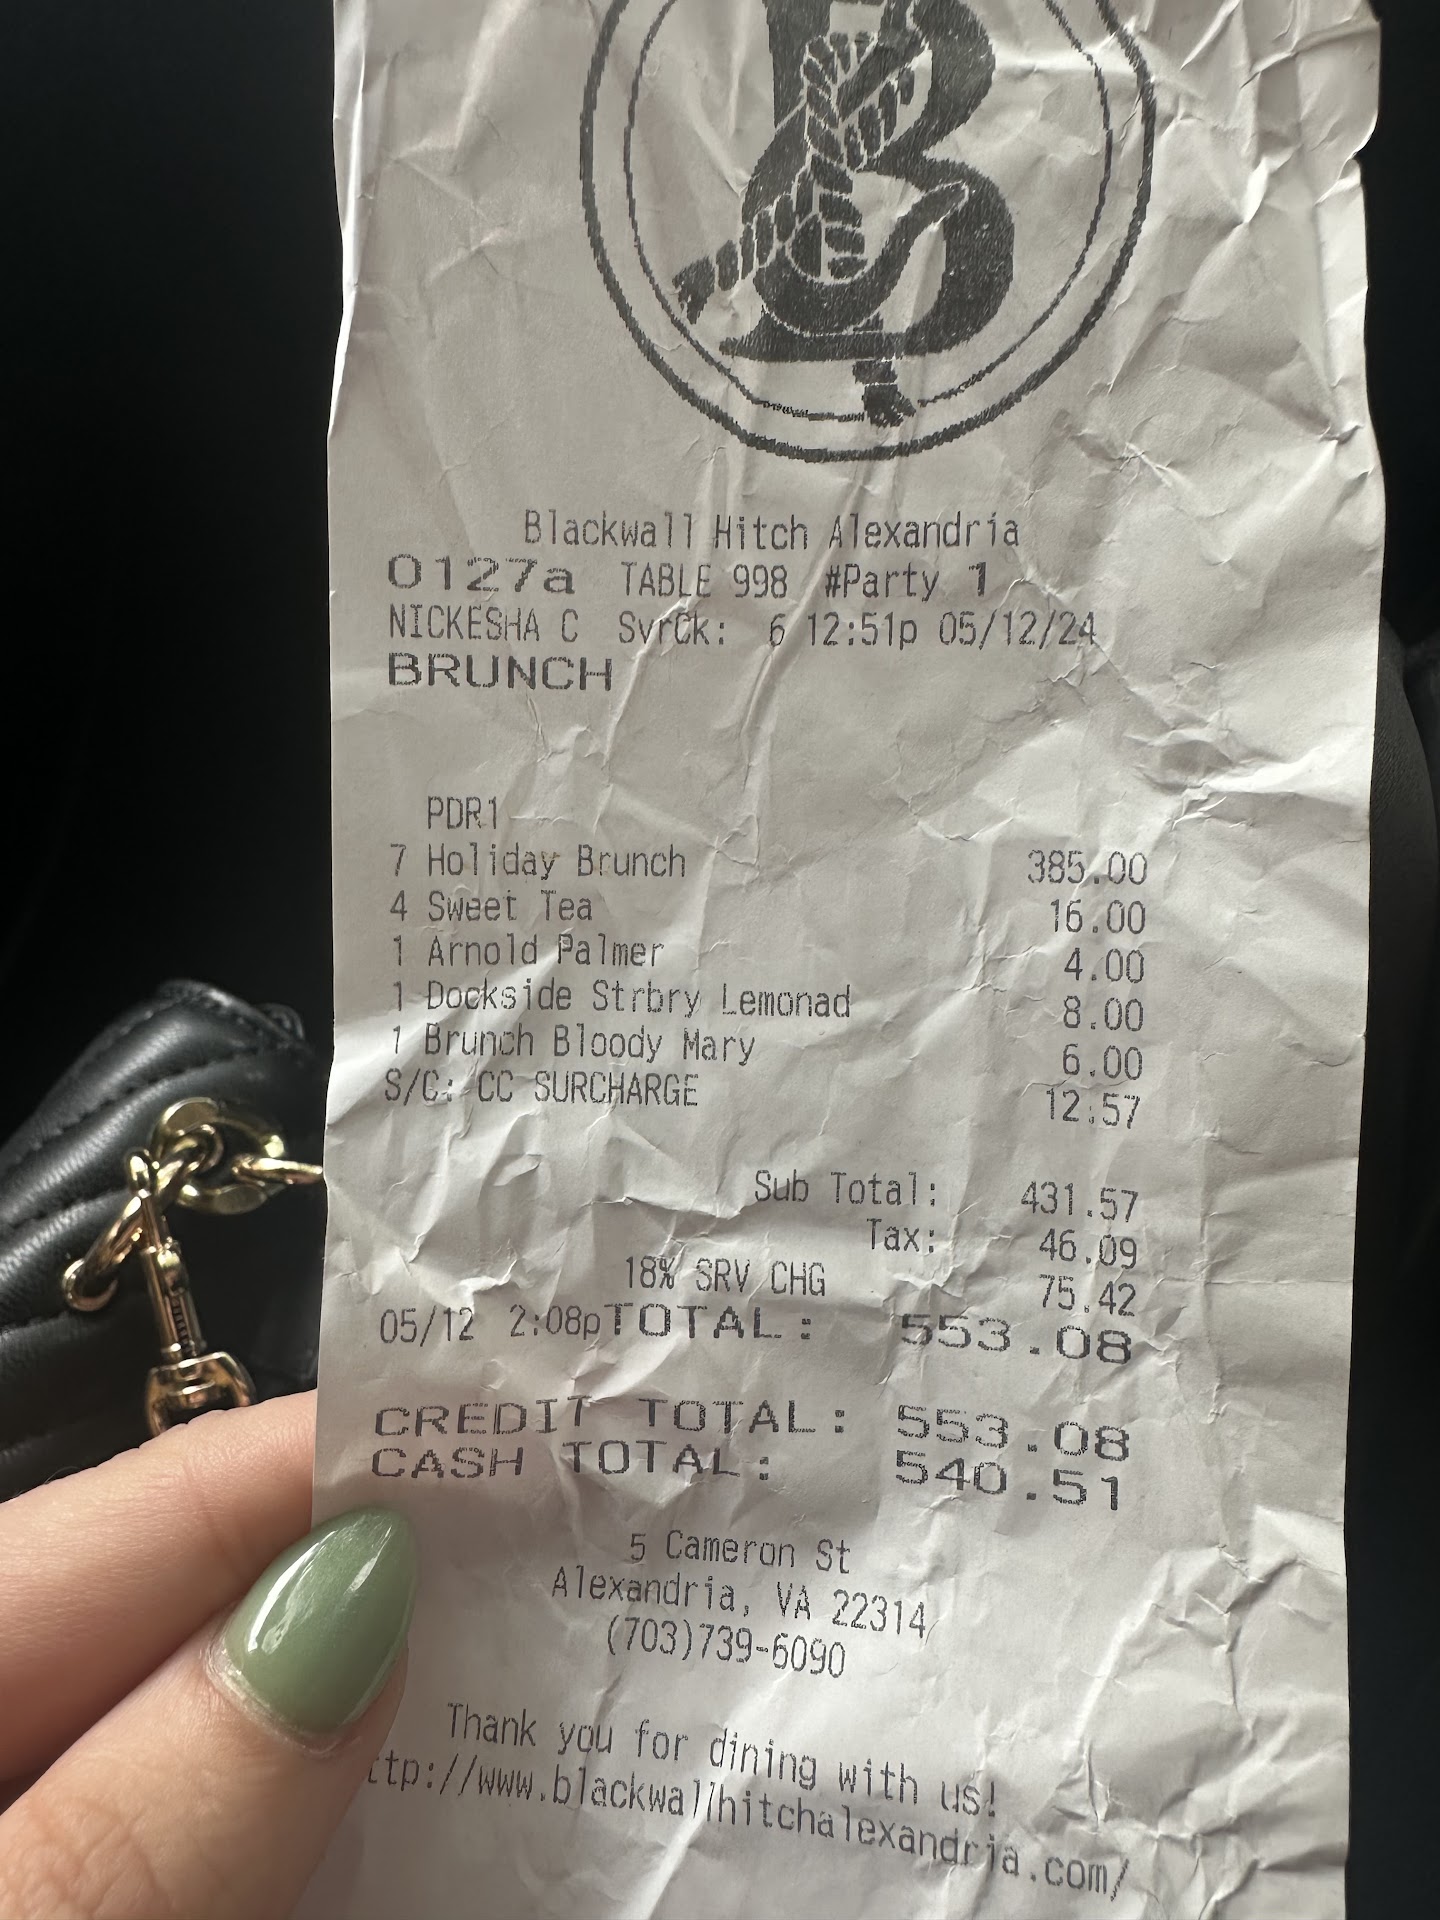 B
Blackwall Hitch Alexandria
0127a TABLE 998 #Party 1
NICKESHA C SvrCk: 6 12:51p 05/12/24
BRUNCH
PDR1
7 Holiday Brunch 385.00
4 Sweet Tea 16.00
1 Arnold Palmer 4.00
1 Dockside Strbry Lemonad 8.00
1 Brunch Bloody Mary 6.00
S/C: CC SURCHARGE 12.57
Sub Total: 431.57
Tax: 46.09
18% SRV CHG 75.42
05/12 2:08pTOTAL: 553.08
CREDIT TOTAL: 553.08
CASH TOTAL: 540.51
5 Cameron St
Alexandria, VA 22314
(703)739-6090
Thank you for dining with us!
ttp://www.blackwallhitchalexandria.com/